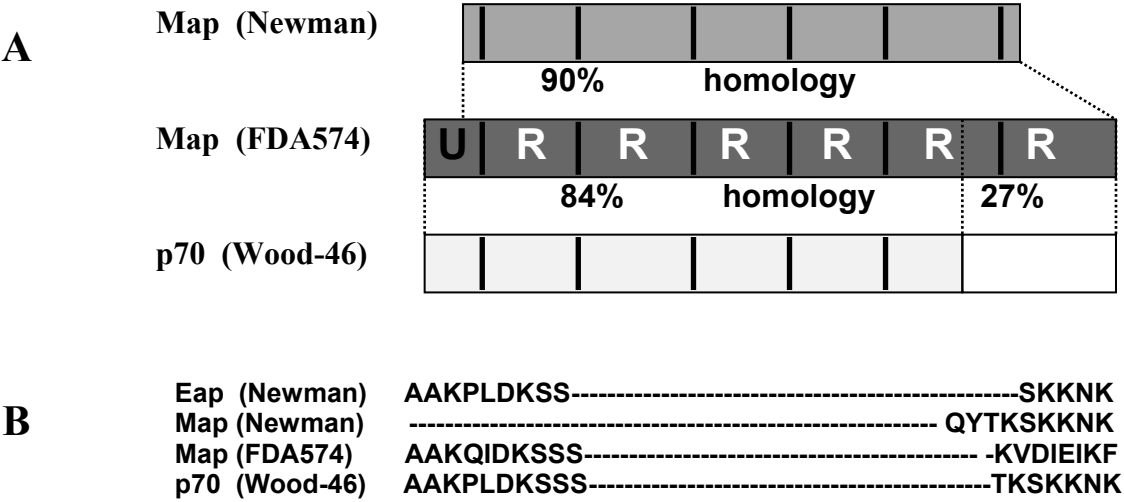 A
Map (Newman)
90% homology
Map (FDA574)
U R R R R R R
84% homology 27%
p70 (Wood-46)
B
Eap (Newman) AAKPLDKSS--------------------------------------------------SKKNK
Map (Newman) ------------------------------------------------------------ QYTKSKKNK
Map (FDA574) AAKQIDKSSS--------------------------------------------- -KVDIEIKF
p70 (Wood-46) AAKPLDKSSS----------------------------------------------TKSKKNK